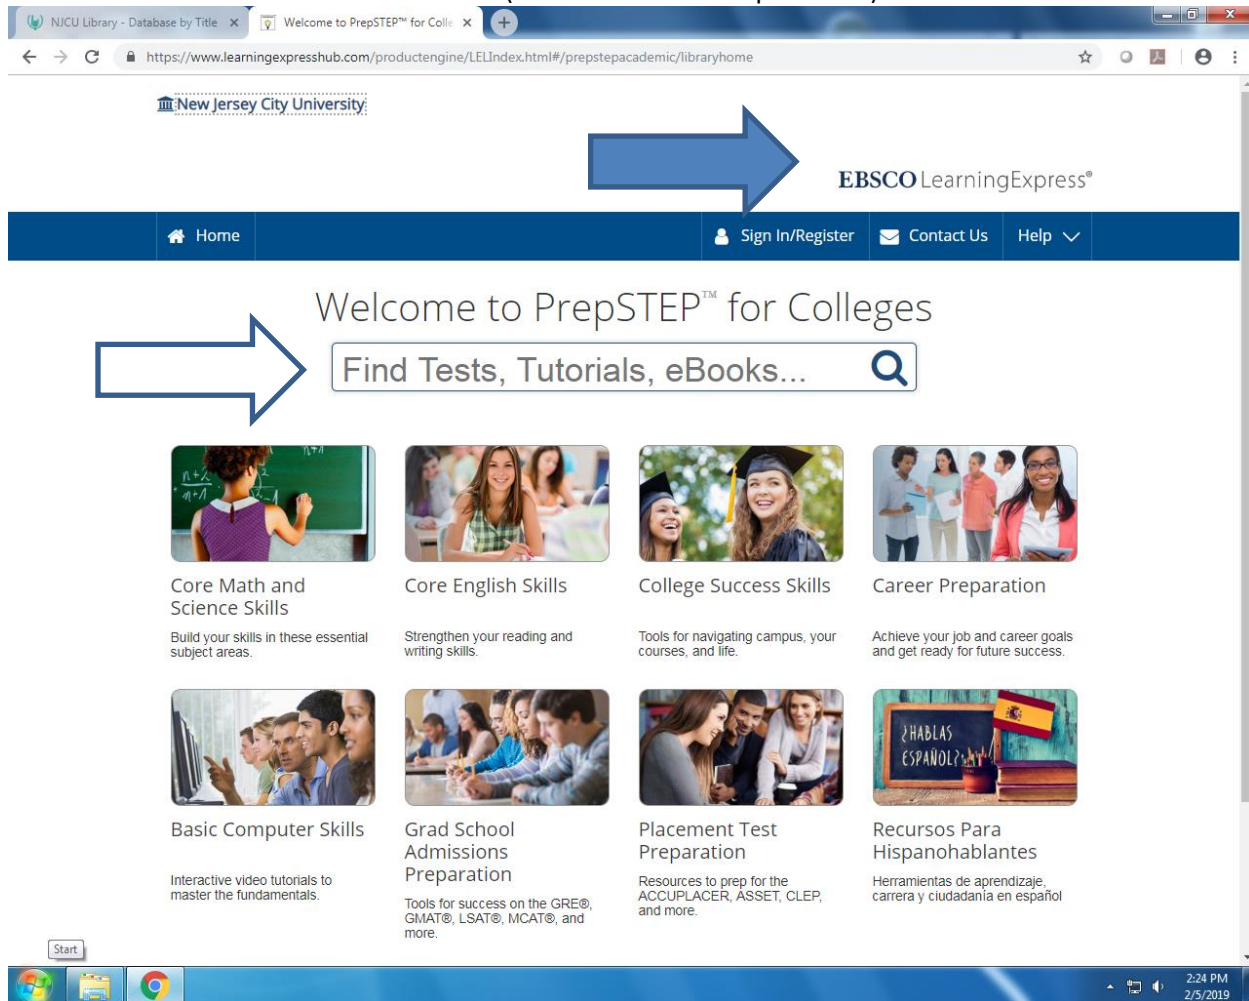 NJCU Library - Database by Title
Welcome to PrepSTEP™ for Colle
https://www.learningexpresshub.com/productengine/LELIndex.html#/prepstepacademic/libraryhome
New Jersey City University
EBSCO LearningExpress®
Home
Sign In/Register
Contact Us
Help
Welcome to PrepSTEP™ for Colleges
Find Tests, Tutorials, eBooks...
n+1
Core Math and
Science Skills
Build your skills in these essential
subject areas.
Core English Skills
Strengthen your reading and
writing skills.
College Success Skills
Tools for navigating campus, your
courses, and life.
Career Preparation
Achieve your job and career goals
and get ready for future success.
¿HABLAS
ESPAÑOL?
Basic Computer Skills
Interactive video tutorials to
master the fundamentals.
Grad School
Admissions
Preparation
Tools for success on the GRE®,
GMAT®, LSAT®, MCAT®, and
more.
Placement Test
Preparation
Resources to prep for the
ACCUPLACER, ASSET, CLEP,
and more.
Recursos Para
Hispanohablantes
Herramientas de aprendizaje,
carrera y ciudadanía en español
Start
2:24 PM
2/5/2019